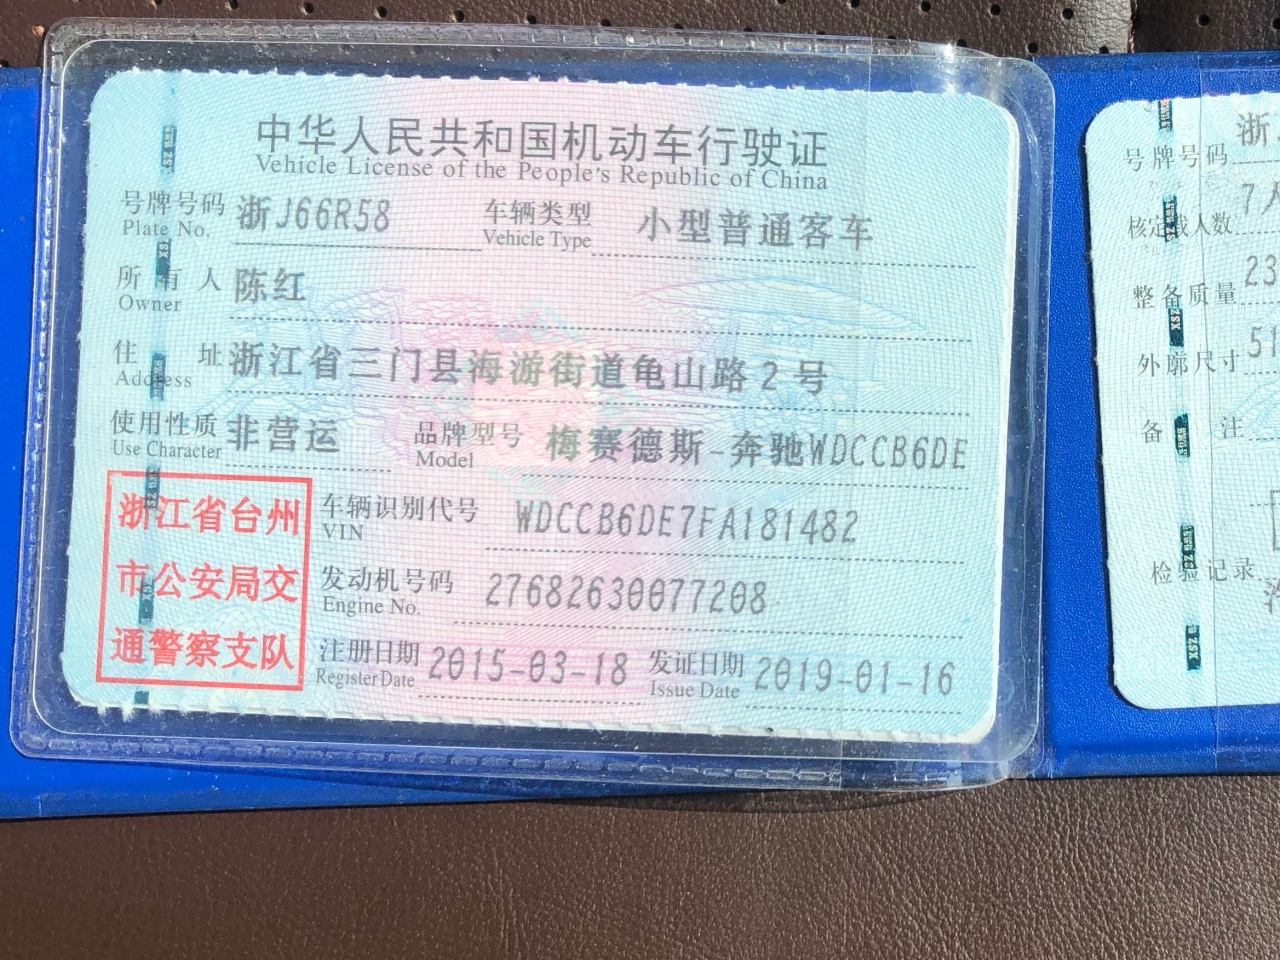 中华人民共和国机动车行驶证
Vehicle License of the People's Republic of China
号牌号码 浙J66R58 车辆类型 小型普通客车
Plate No. Vehicle Type
所有人 陈红
Owner
住址 浙江省三门县海游街道龟山路2号
Address
使用性质 非营运 品牌型号 梅赛德斯-奔驰WDCCB6DE
Use Character Model
浙江省台州
市公安局交
通警察支队
车辆识别代号 WDCCB6DE7FA181482
VIN
发动机号码 27682630077208
Engine No.
注册日期 2015-03-18 发证日期 2019-01-16
Register Date Issue Date
号牌号码 浙
核定载人数 7人
整备质量 23
外廓尺寸 51
备注
检验记录